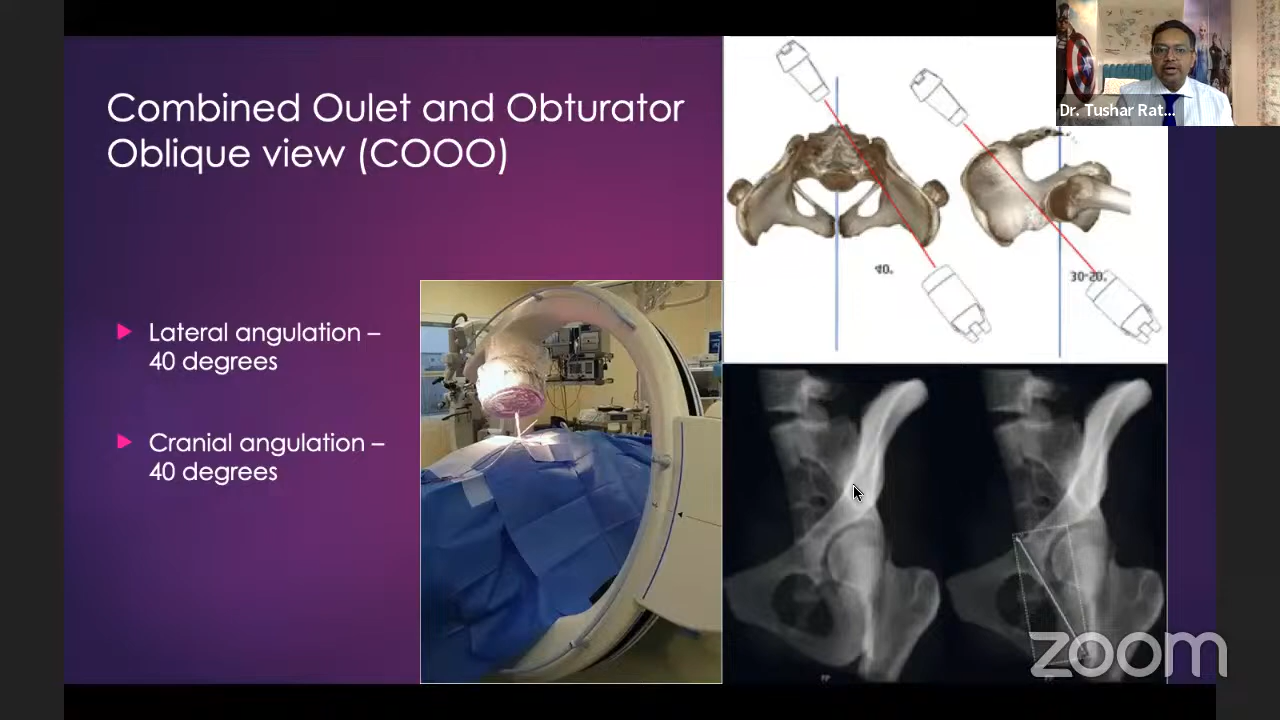 Combined Oulet and Obturator
Oblique view (COOO)
Lateral angulation –
40 degrees
Cranial angulation –
40 degrees
40.
30-20.
Dr. Tushar Rat...
zoom